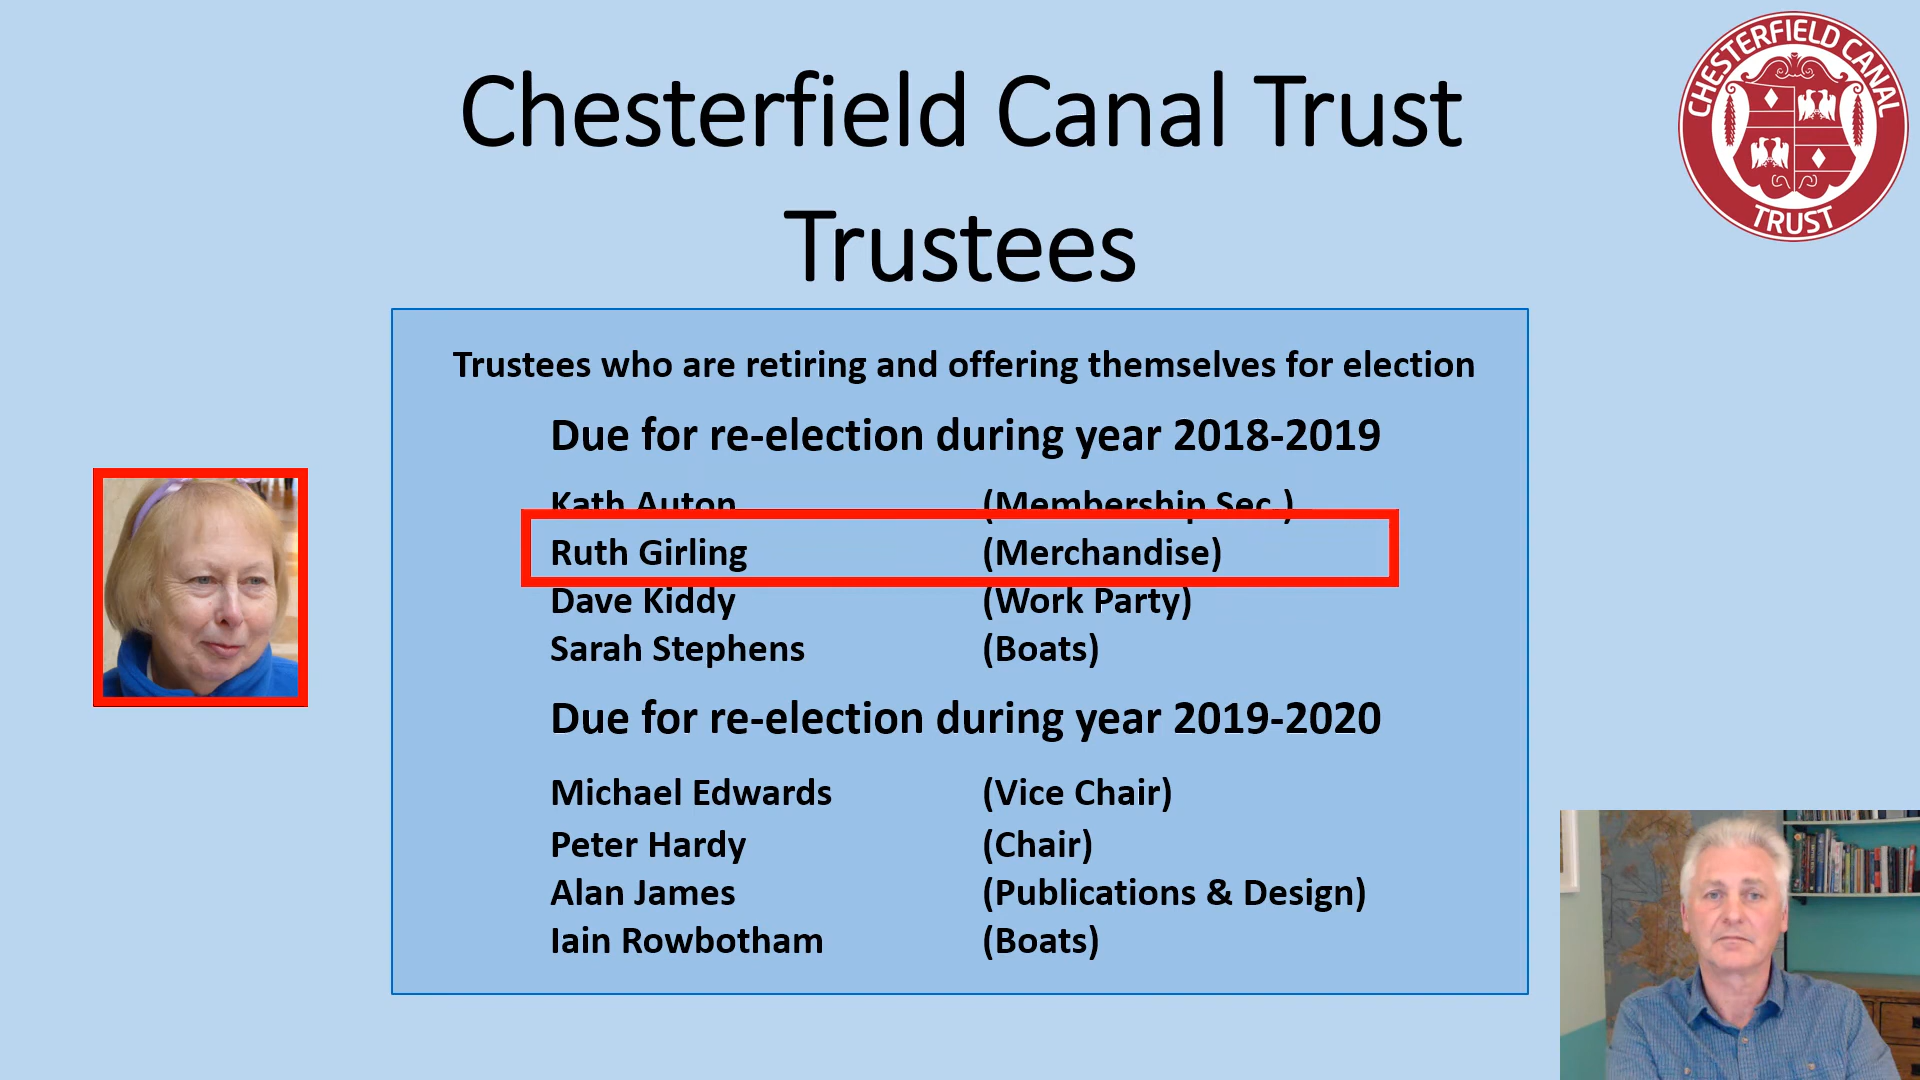 Chesterfield Canal Trust
Trustees
CHESTERFIELD CANAL
TRUST
Trustees who are retiring and offering themselves for election
Due for re-election during year 2018-2019
Kath Auton (Membership Sec.)
Ruth Girling (Merchandise)
Dave Kiddy (Work Party)
Sarah Stephens (Boats)
Due for re-election during year 2019-2020
Michael Edwards (Vice Chair)
Peter Hardy (Chair)
Alan James (Publications & Design)
Iain Rowbotham (Boats)